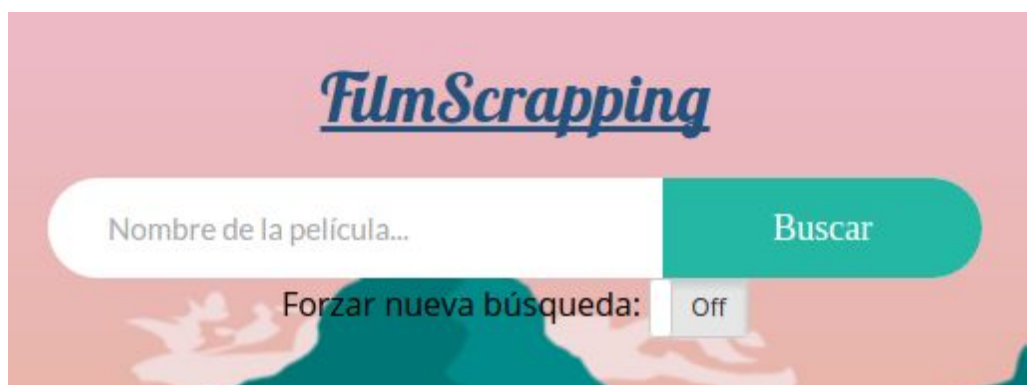 FilmScrapping
Nombre de la película... Buscar
Forzar nueva búsqueda: Off